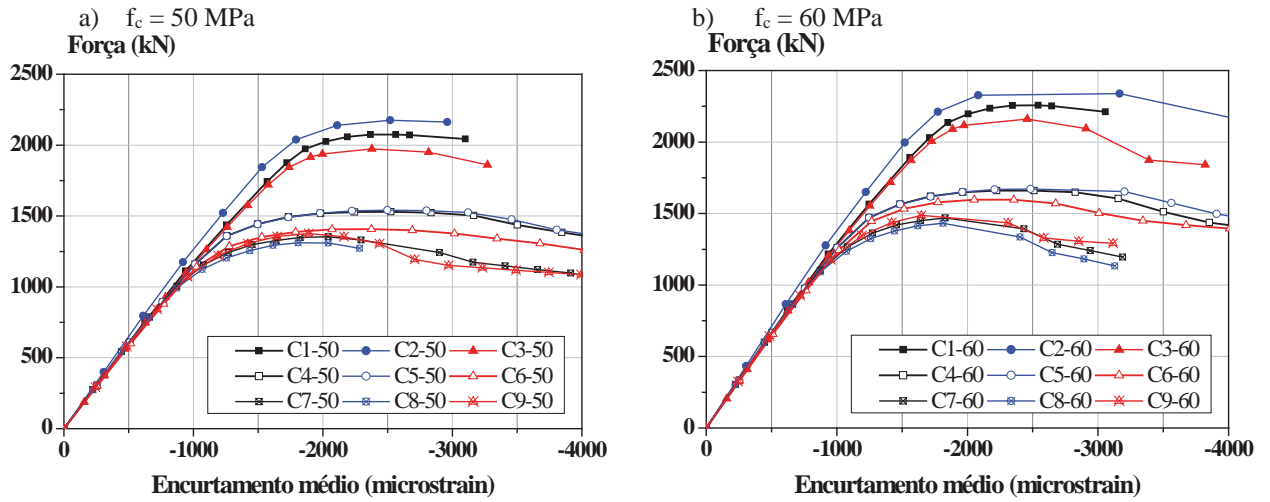 a) f_c = 50 MPa
Força (kN)
2500
2000
1500
1000
500
0
C1-50 C2-50 C3-50
C4-50 C5-50 C6-50
C7-50 C8-50 C9-50
0 -1000 -2000 -3000 -4000
Encurtamento médio (microstrain)
b) f_c = 60 MPa
Força (kN)
2500
2000
1500
1000
500
0
C1-60 C2-60 C3-60
C4-60 C5-60 C6-60
C7-60 C8-60 C9-60
0 -1000 -2000 -3000 -4000
Encurtamento médio (microstrain)